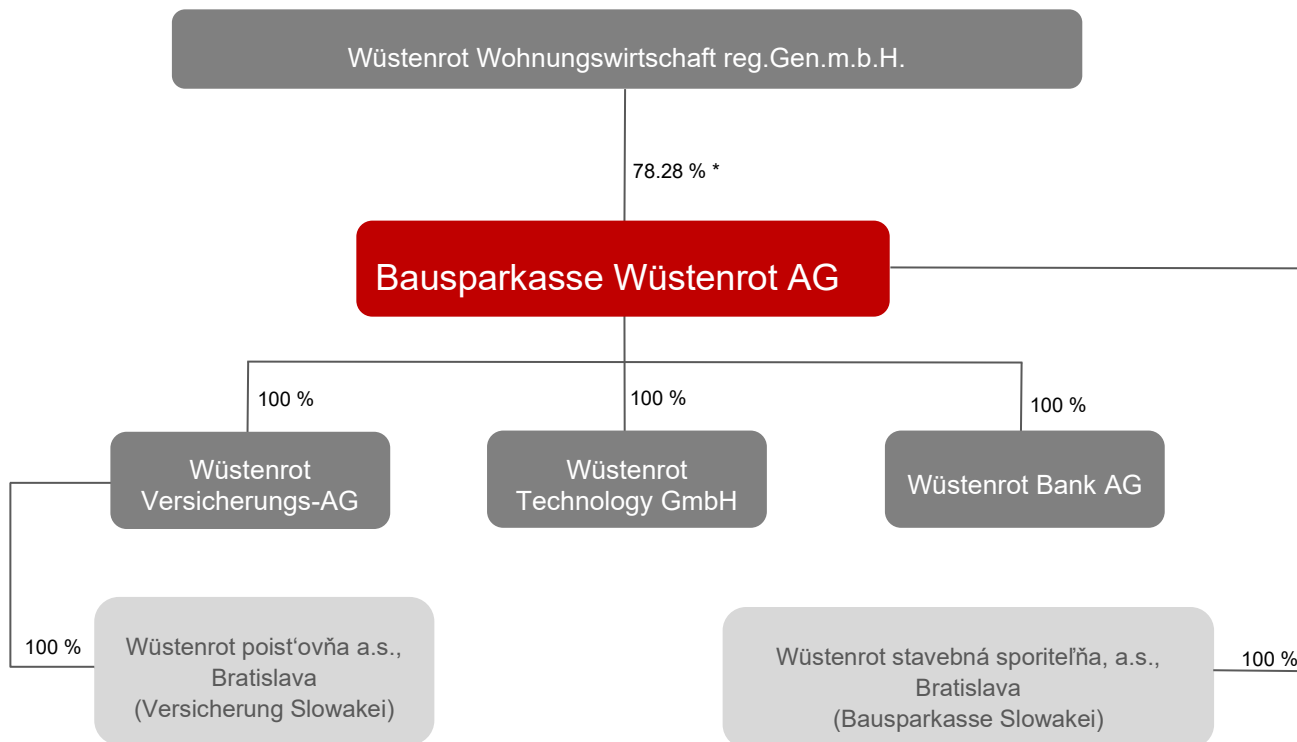 Wüstenrot Wohnungswirtschaft reg.Gen.m.b.H.
78.28 % *
Bausparkasse Wüstenrot AG
100 %
100 %
100 %
Wüstenrot
Versicherungs-AG
Wüstenrot
Technology GmbH
Wüstenrot Bank AG
100 %
Wüstenrot poist‘ovňa a.s.,
Bratislava
(Versicherung Slowakei)
Wüstenrot stavebná sporiteľňa, a.s.,
Bratislava
(Bausparkasse Slowakei)
100 %